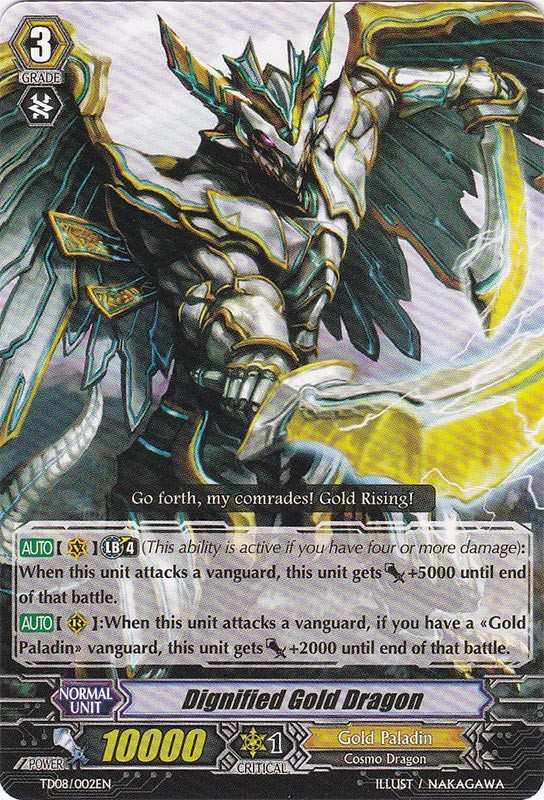 3
GRADE
Go forth, my comrades! Gold Rising!
AUTO【 V 】 LB 4 (This ability is active if you have four or more damage):
When this unit attacks a vanguard, this unit gets +5000 until end
of that battle.
AUTO【 R 】:When this unit attacks a vanguard, if you have a «Gold
Paladin» vanguard, this unit gets +2000 until end of that battle.
NORMAL
UNIT
Dignified Gold Dragon
POWER
10000
1
CRITICAL
Gold Paladin
Cosmo Dragon
TD08/002EN
ILLUST / NAKAGAWA